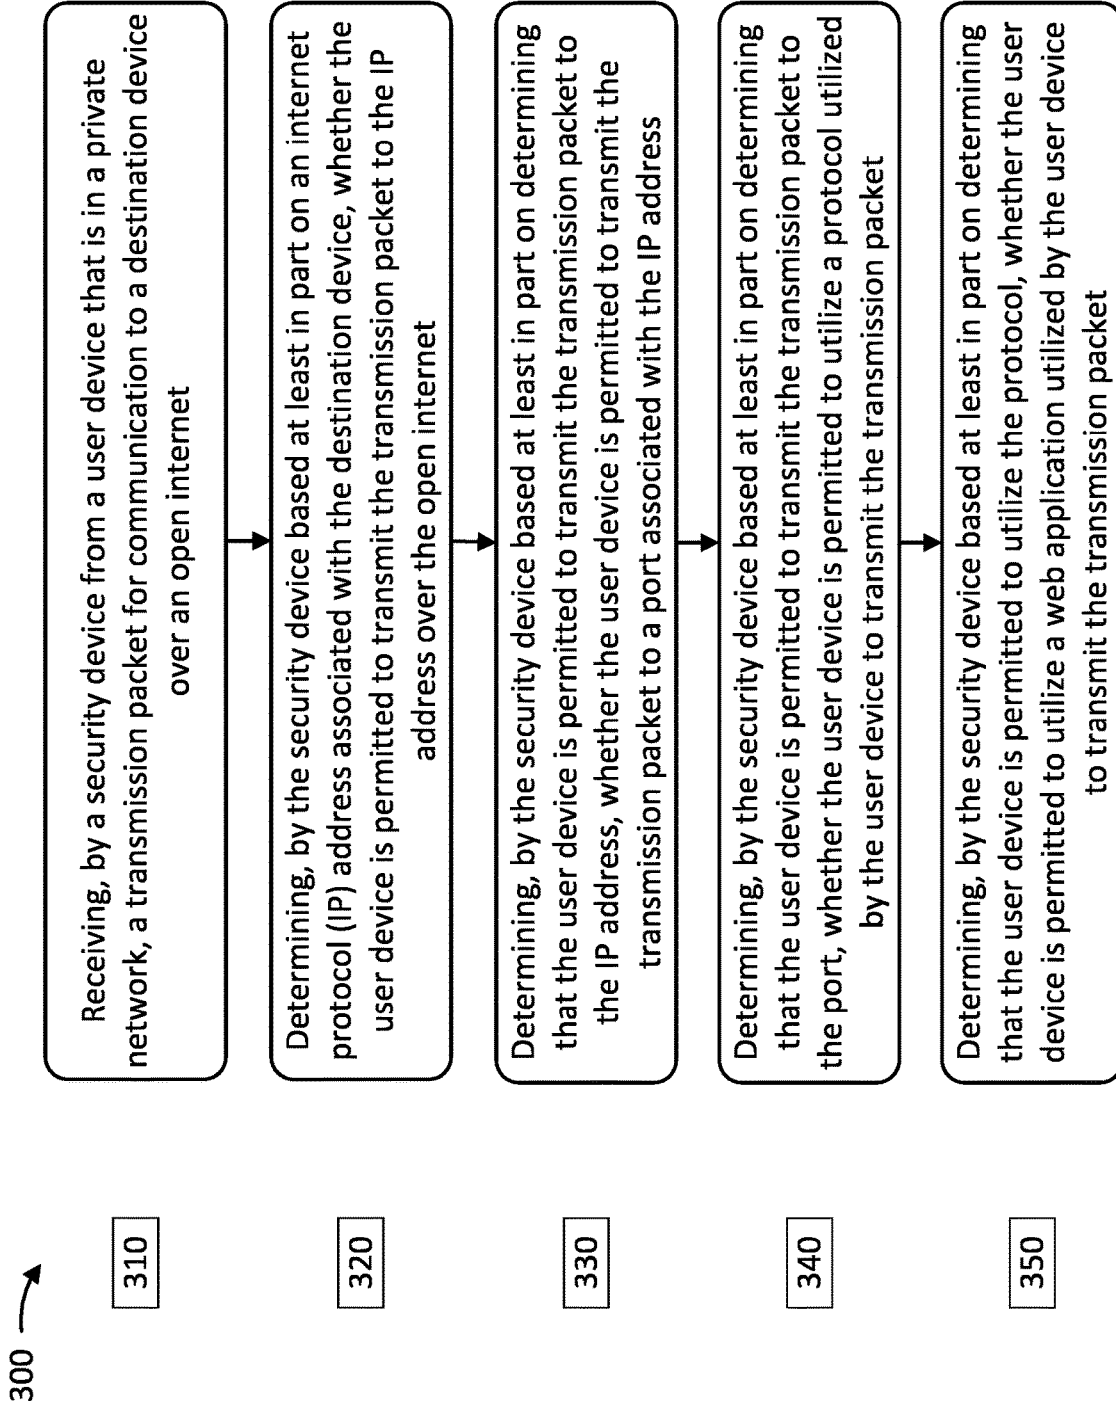 300
310
Receiving, by a security device from a user device that is in a private
network, a transmission packet for communication to a destination device
over an open internet
320
Determining, by the security device based at least in part on an internet
protocol (IP) address associated with the destination device, whether the
user device is permitted to transmit the transmission packet to the IP
address over the open internet
330
Determining, by the security device based at least in part on determining
that the user device is permitted to transmit the transmission packet to
the IP address, whether the user device is permitted to transmit the
transmission packet to a port associated with the IP address
340
Determining, by the security device based at least in part on determining
that the user device is permitted to transmit the transmission packet to
the port, whether the user device is permitted to utilize a protocol utilized
by the user device to transmit the transmission packet
350
Determining, by the security device based at least in part on determining
that the user device is permitted to utilize the protocol, whether the user
device is permitted to utilize a web application utilized by the user device
to transmit the transmission packet